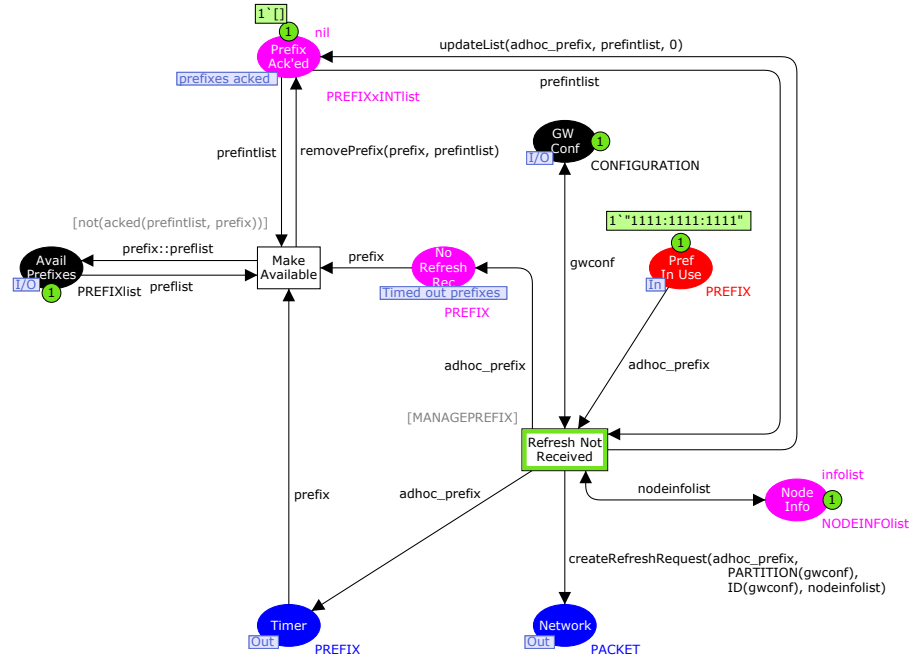 1`[]
1
nil
Prefix
Ack'ed
prefixes acked
PREFIXxINTlist
updateList(adhoc_prefix, prefintlist, 0)
prefintlist
prefintlist
removePrefix(prefix, prefintlist)
GW
Conf
1
I/O
CONFIGURATION
1`"1111:1111:1111"
1
Pref
In Use
In
PREFIX
[not(acked(prefintlist, prefix))]
prefix::preflist
Avail
Prefixes
I/O
1
PREFIXlist
preflist
Make
Available
prefix
No
Refresh
Rec
Timed out prefixes
PREFIX
gwconf
adhoc_prefix
adhoc_prefix
[MANAGEPREFIX]
Refresh Not
Received
infolist
nodeinfolist
Node
Info
1
NODEINFOlist
prefix
adhoc_prefix
createRefreshRequest(adhoc_prefix,
PARTITION(gwconf),
ID(gwconf), nodeinfolist)
Timer
Out
PREFIX
Network
Out
PACKET